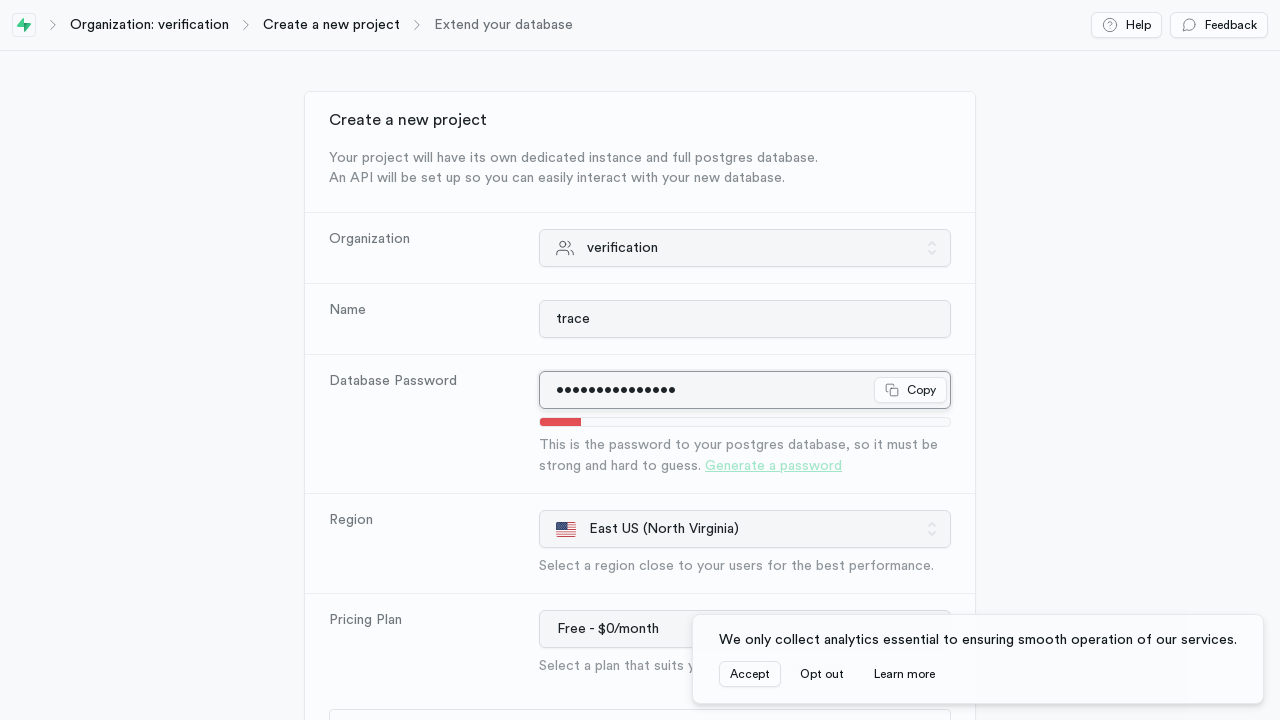 Organization: verification
Create a new project
Extend your database
Help
Feedback
Create a new project
Your project will have its own dedicated instance and full postgres database.
An API will be set up so you can easily interact with your new database.
Organization
verification
Name
trace
Database Password
•••••••••••••••
Copy
This is the password to your postgres database, so it must be
strong and hard to guess. Generate a password
Region
East US (North Virginia)
Select a region close to your users for the best performance.
Pricing Plan
Free - $0/month
Select a plan that suits
We only collect analytics essential to ensuring smooth operation of our services.
Accept
Opt out
Learn more